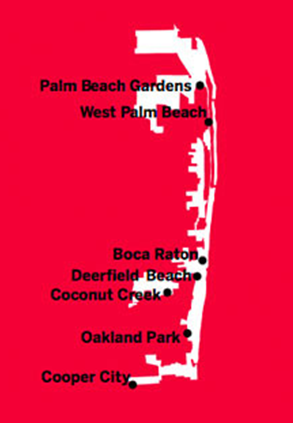 Palm Beach Gardens
West Palm Beach
Boca Raton
Deerfield Beach
Coconut Creek
Oakland Park
Cooper City